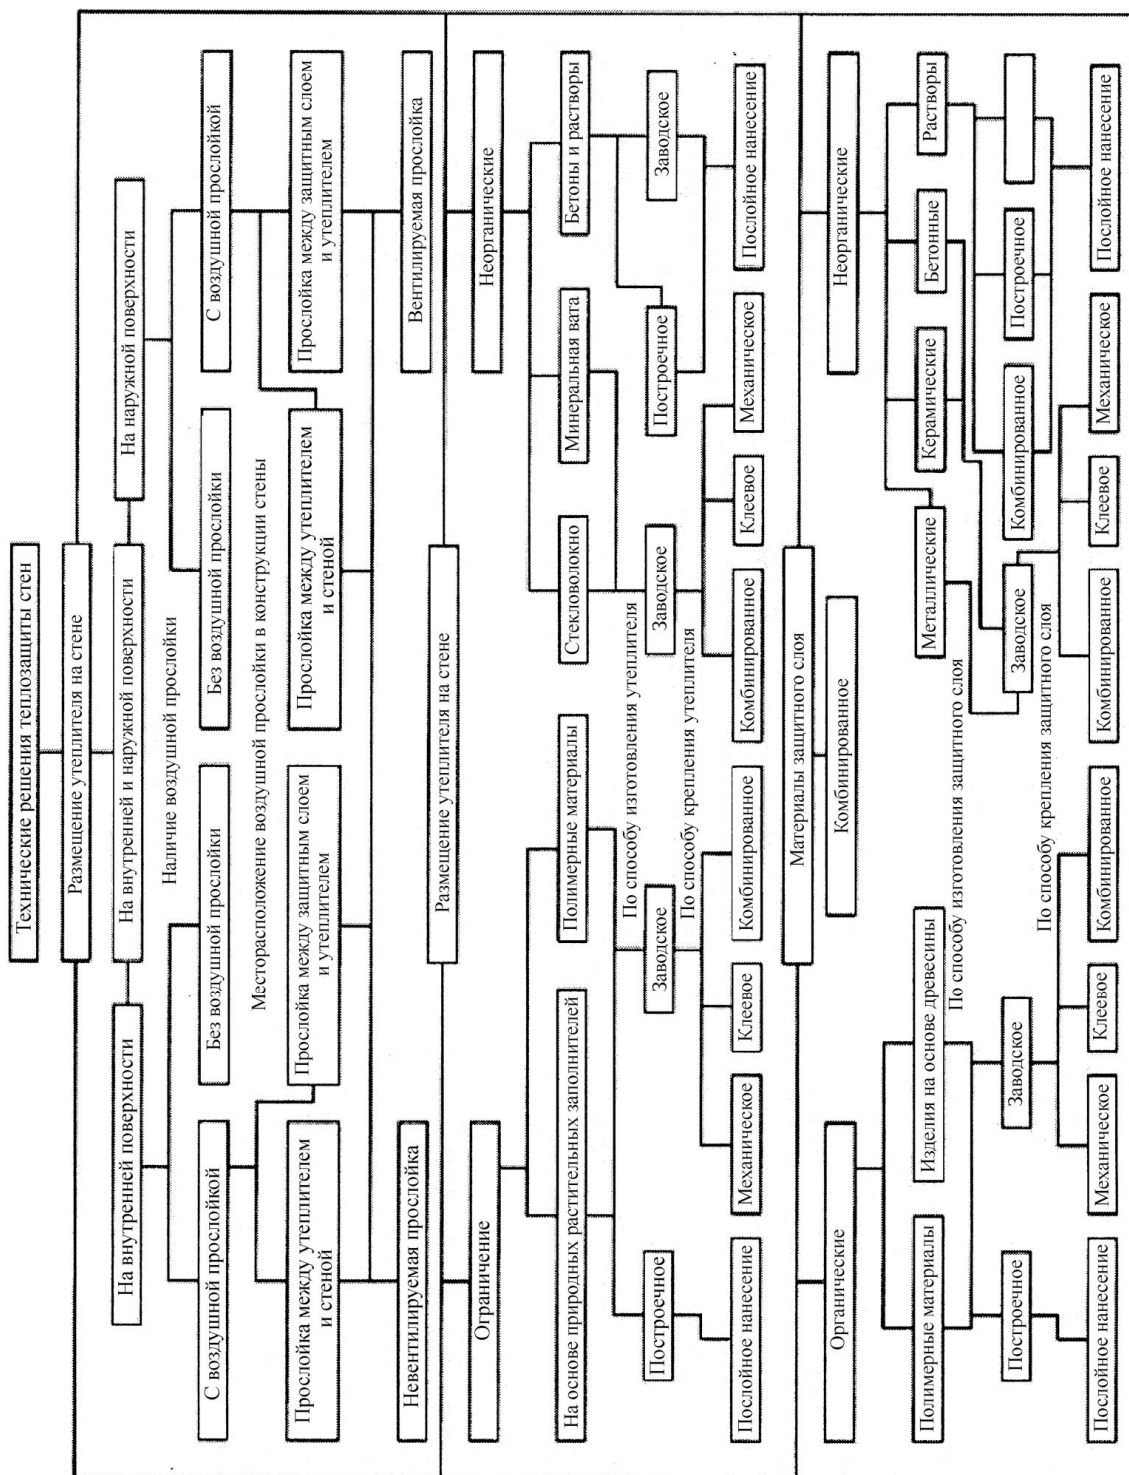 Технические решения теплозащиты стен
Размещение утеплителя на стене
На внутренней поверхности
На внутренней и наружной поверхности
На наружной поверхности
Наличие воздушной прослойки
С воздушной прослойкой
Без воздушной прослойки
Без воздушной прослойки
С воздушной прослойкой
Месторасположение воздушной прослойки в конструкции стены
Прослойка между утеплителем
и стеной
Прослойка между защитным слоем
и утеплителем
Прослойка между утеплителем
и стеной
Прослойка между защитным слоем
и утеплителем
Невентилируемая прослойка
Вентилируемая прослойка
Размещение утеплителя на стене
Ограничение
Неорганические
На основе природных растительных заполнителей
Полимерные материалы
Стекловолокно
Минеральная вата
Бетоны и растворы
По способу изготовления утеплителя
Построечное
Заводское
Заводское
Построечное
Заводское
По способу крепления утеплителя
Послойное нанесение
Механическое
Клеевое
Комбинированное
Комбинированное
Клеевое
Механическое
Послойное нанесение
Материалы защитного слоя
Органические
Комбинированное
Неорганические
Полимерные материалы
Изделия на основе древесины
Металлические
Керамические
Бетонные
Растворы
По способу изготовления защитного слоя
Построечное
Заводское
Заводское
Комбинированное
Построечное
По способу крепления защитного слоя
Послойное нанесение
Механическое
Клеевое
Комбинированное
Комбинированное
Клеевое
Механическое
Послойное нанесение